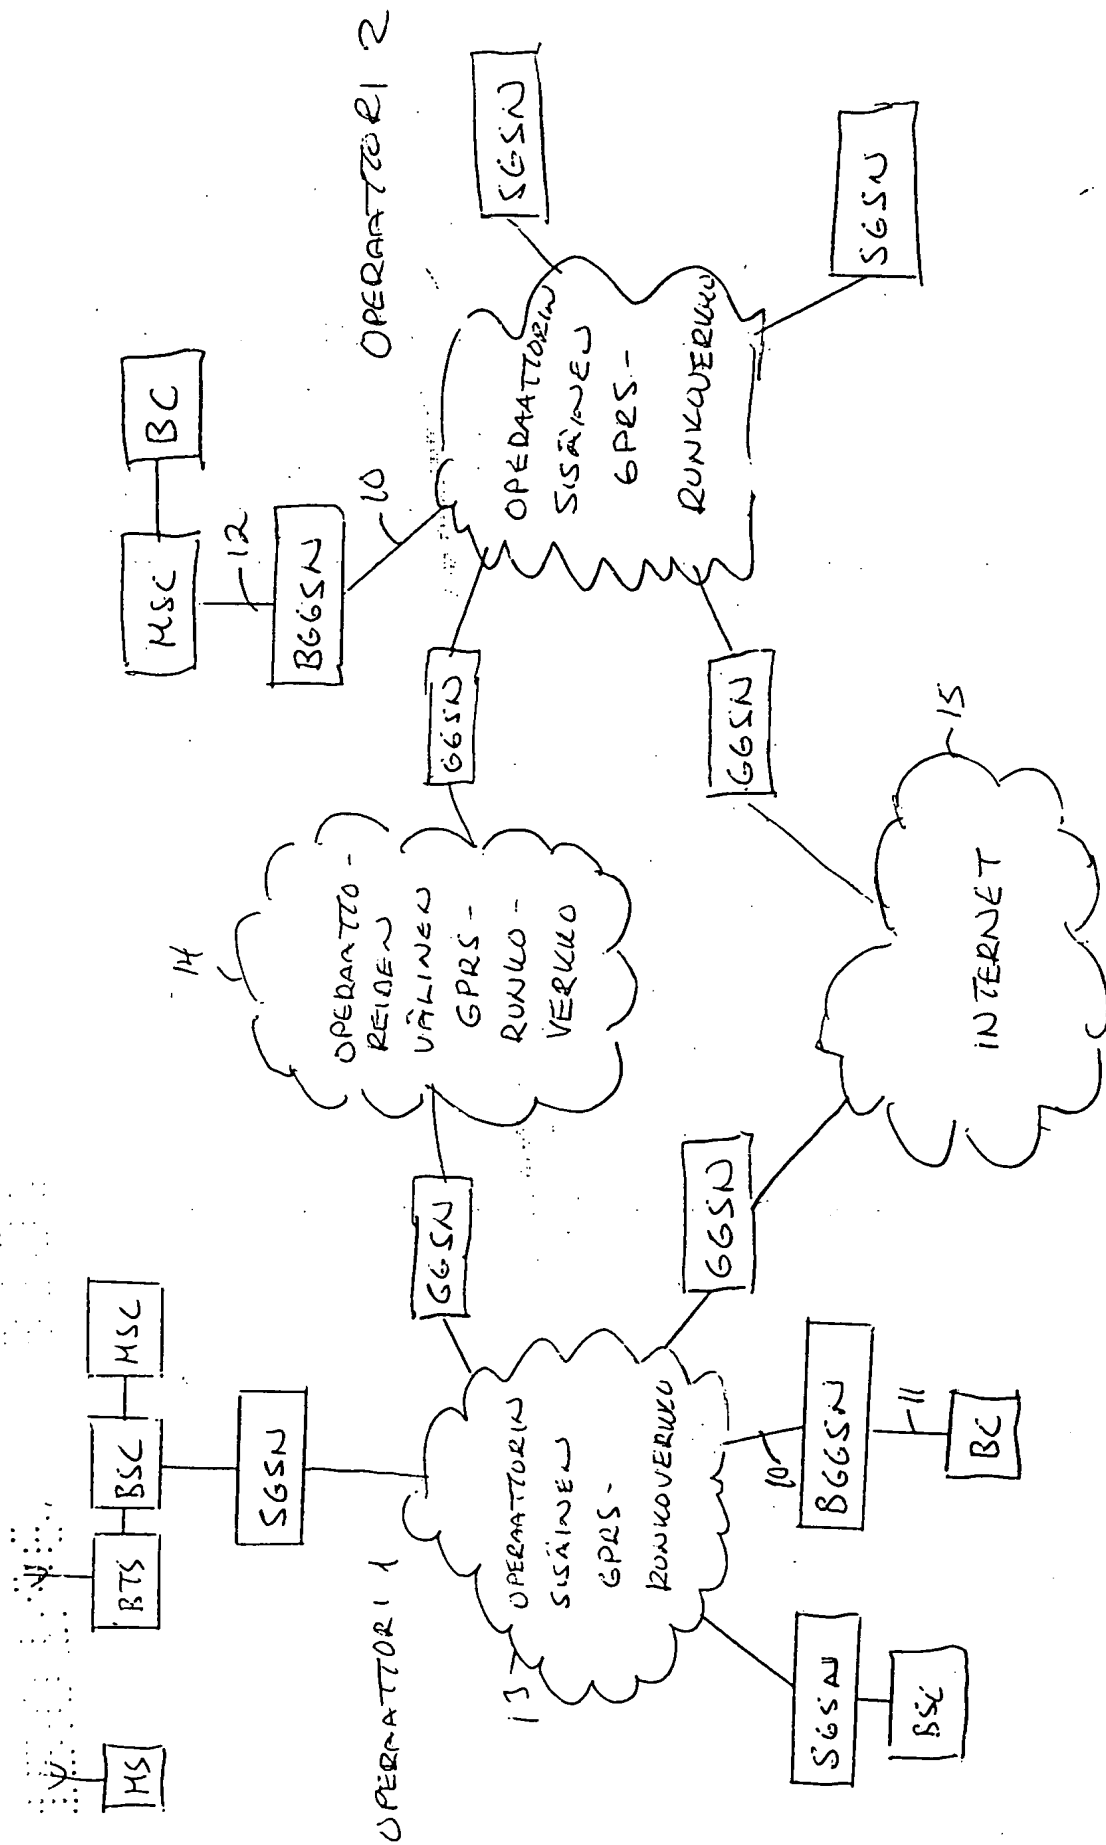 MS
BTS
BSC
MSC
MSC
BC
12
SGSN
BGGSN
10
14
OPERAATTORI 1
OPERAATTORI 2
GGSN
GGSN
OPERAATTO-
REIDEN
VÄLINEN
GPRS-
RUNKO-
VERKKO
13
OPERAATTORIN
SISÄINEN
GPRS-
RUNKOVERKKO
OPERAATTORIN
SISÄINEN
GPRS-
RUNKOVERKKO
SGSN
GGSN
GGSN
10
SGSN
BGGSN
SGSN
11
15
BSC
BC
INTERNET